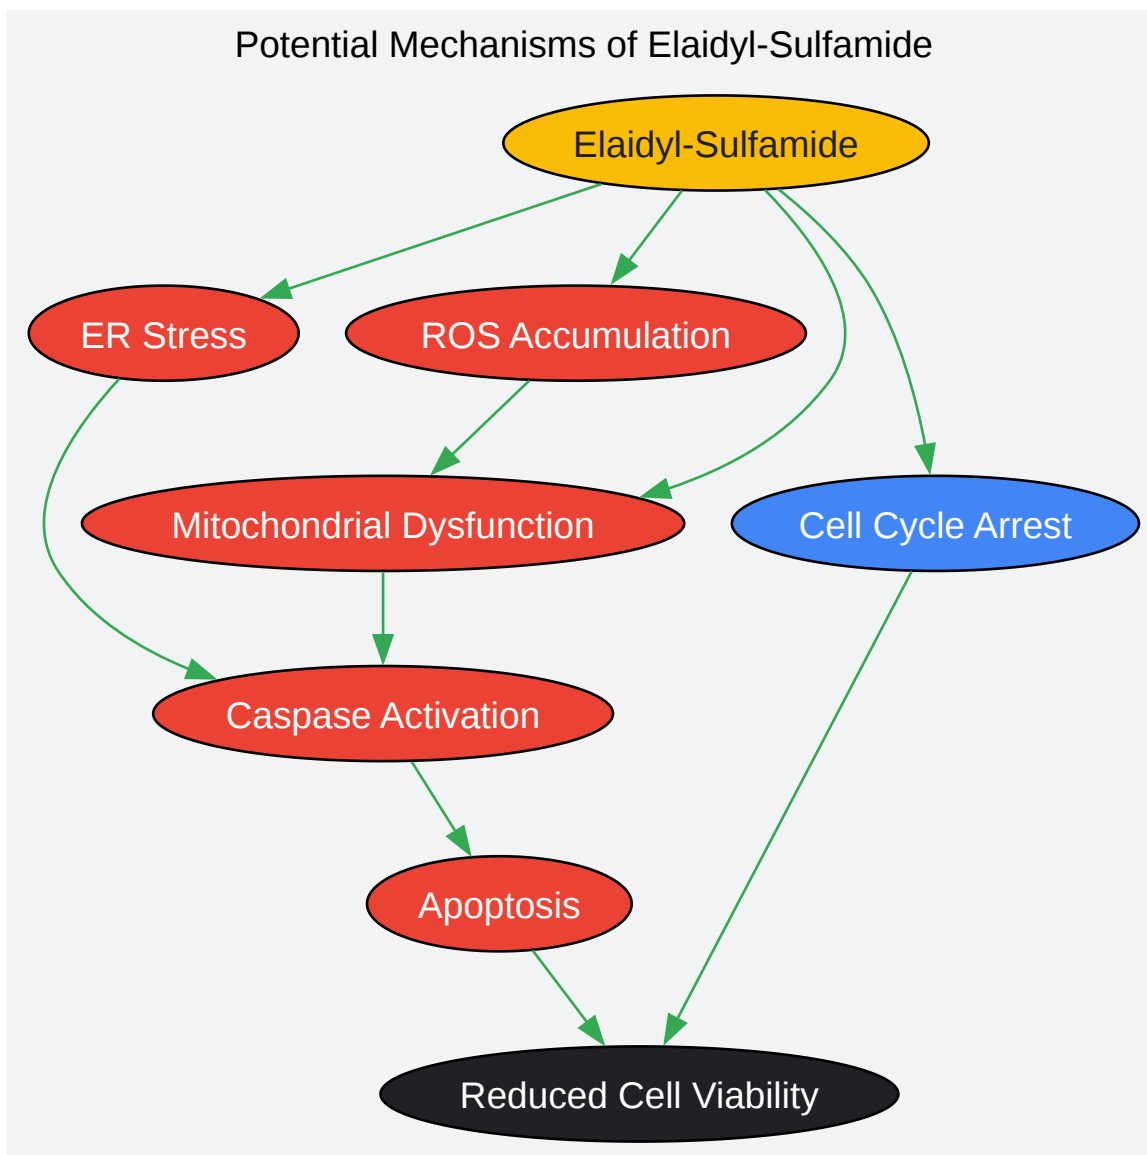 Potential Mechanisms of Elaidyl-Sulfamide
Elaidyl-Sulfamide
ER Stress
ROS Accumulation
Mitochondrial Dysfunction
Cell Cycle Arrest
Caspase Activation
Apoptosis
Reduced Cell Viability